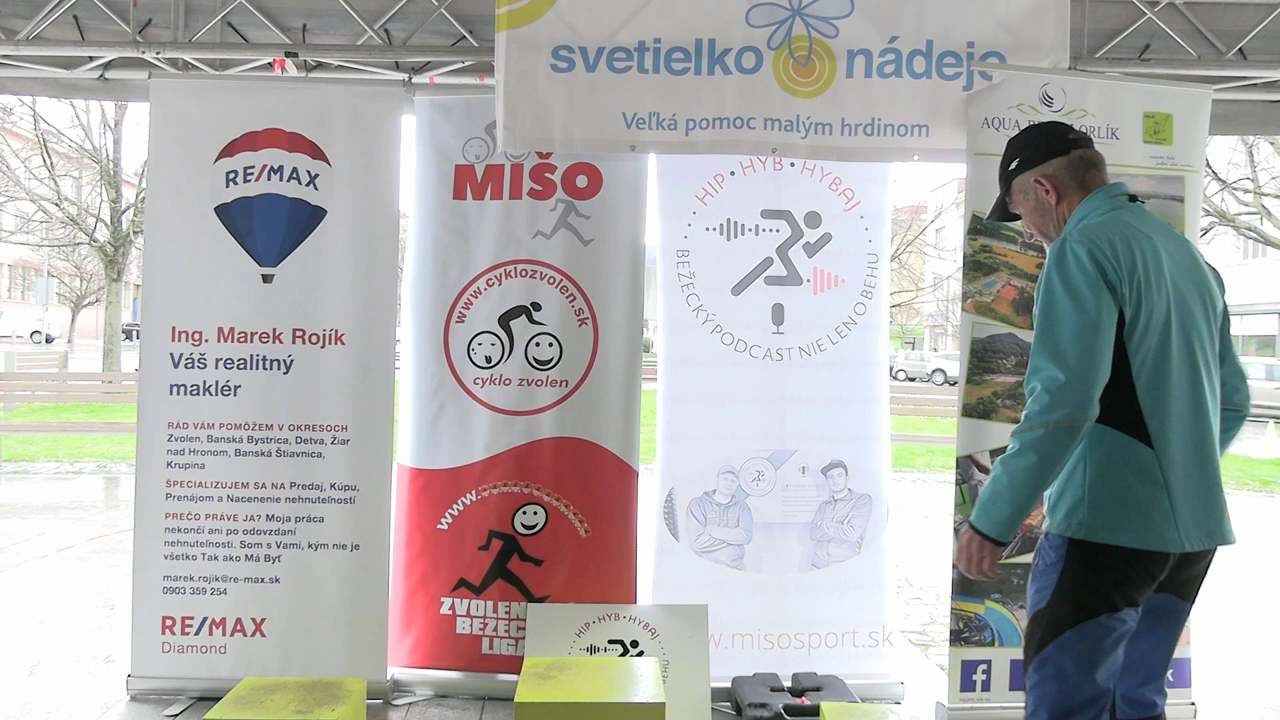 svetielko nádeje
Veľká pomoc malým hrdinom
RE/MAX
Ing. Marek Rojík
Váš realitný
maklér
RÁD VÁM POMÔŽEM V OKRESOCH
Zvolen, Banská Bystrica, Detva, Žiar
nad Hronom, Banská Štiavnica,
Krupina
ŠPECIALIZUJEM SA NA Predaj, Kúpu,
Prenájom a Nacenenie nehnuteľností
PREČO PRÁVE JA? Moja práca
nekončí ani po odovzdaní
nehnuteľnosti. Som s Vami, kým nie je
všetko Tak ako Má Byť
marek.rojik@re-max.sk
0903 359 254
RE/MAX
Diamond
MIŠO
www.cyklozvolen.sk
cyklo zvolen
www.
ZVOLEN
BEŽEC
LIGA
HIP • HYB • HYBAJ
BEŽECKÝ PODCAST NIE LEN O BEHU
w.misosport.sk
HIP • HYB • HYBAJ
BEHU
AQUA
ORLÍK
f
k